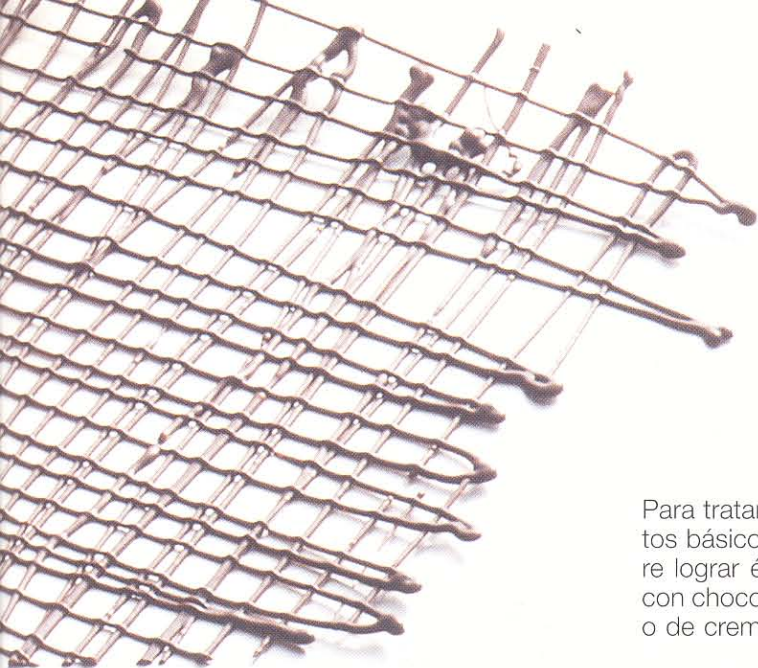 Para tratar
tos básico
re lograr é
con choco
o de crem